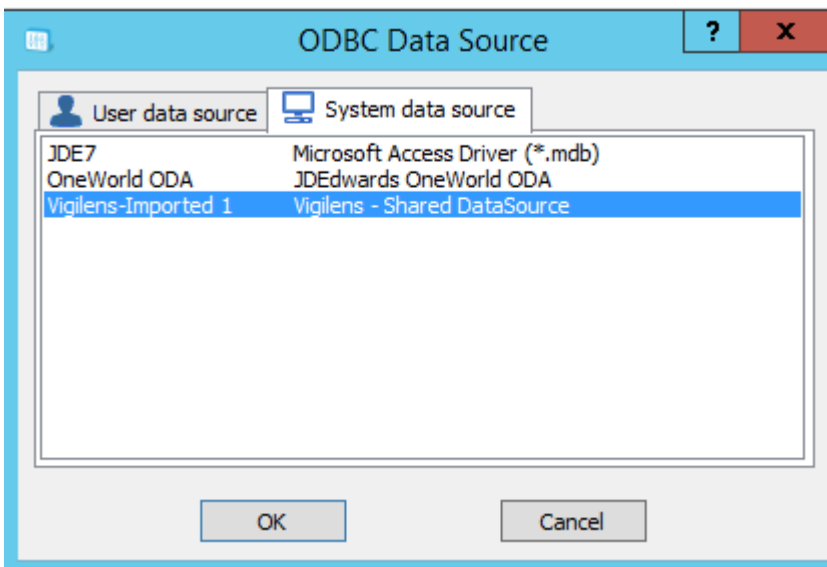 ODBC Data Source
?
x
User data source
System data source
JDE7 Microsoft Access Driver (*.mdb)
OneWorld ODA JDEdwards OneWorld ODA
Vigilens-Imported 1 Vigilens - Shared DataSource
OK
Cancel